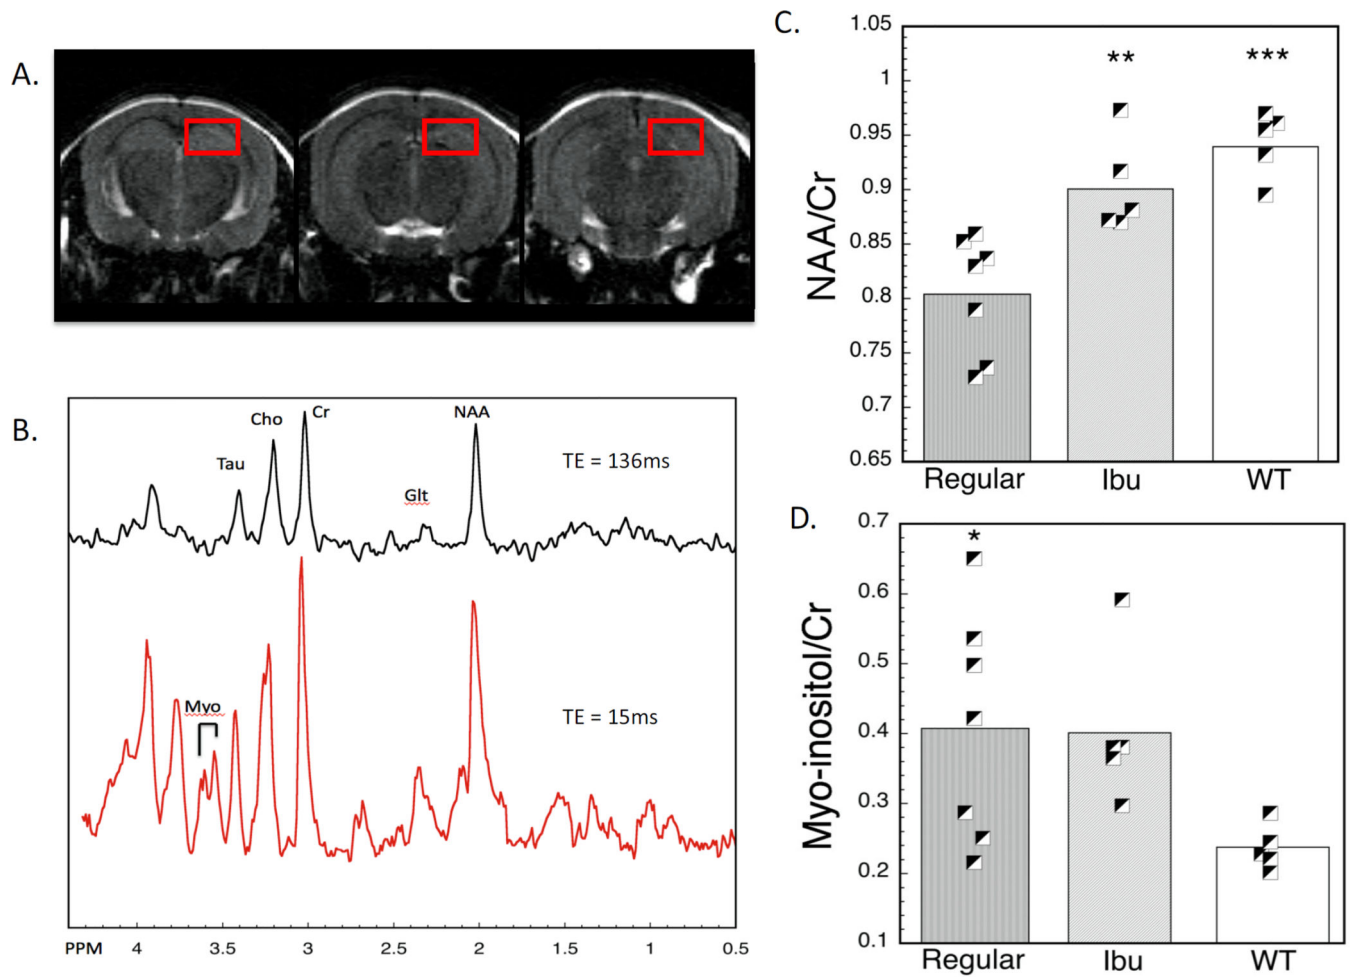 A.
B.
Tau
Cho
Cr
NAA
Glt
TE = 136ms
Myo
TE = 15ms
PPM 4 3.5 3 2.5 2 1.5 1 0.5
C.
NAA/Cr
1.05
1
0.95
0.9
0.85
0.8
0.75
0.7
0.65
** ***
Regular Ibu WT
D.
Myo-inositol/Cr
0.7
0.6
0.5
0.4
0.3
0.2
0.1
*
Regular Ibu WT